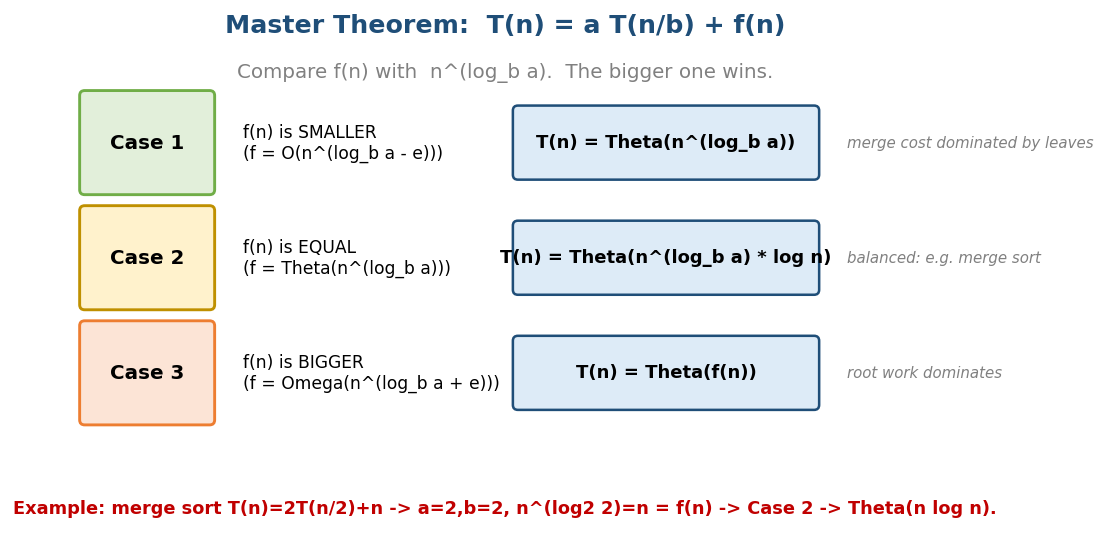 Master Theorem:  T(n) = a T(n/b) + f(n)
Compare f(n) with  n^(log_b a).  The bigger one wins.
Case 1
f(n) is SMALLER
(f = O(n^(log_b a - e)))
T(n) = Theta(n^(log_b a))
merge cost dominated by leaves
Case 2
f(n) is EQUAL
(f = Theta(n^(log_b a)))
T(n) = Theta(n^(log_b a) * log n)
balanced: e.g. merge sort
Case 3
f(n) is BIGGER
(f = Omega(n^(log_b a + e)))
T(n) = Theta(f(n))
root work dominates
Example: merge sort T(n)=2T(n/2)+n -> a=2,b=2, n^(log2 2)=n = f(n) -> Case 2 -> Theta(n log n).